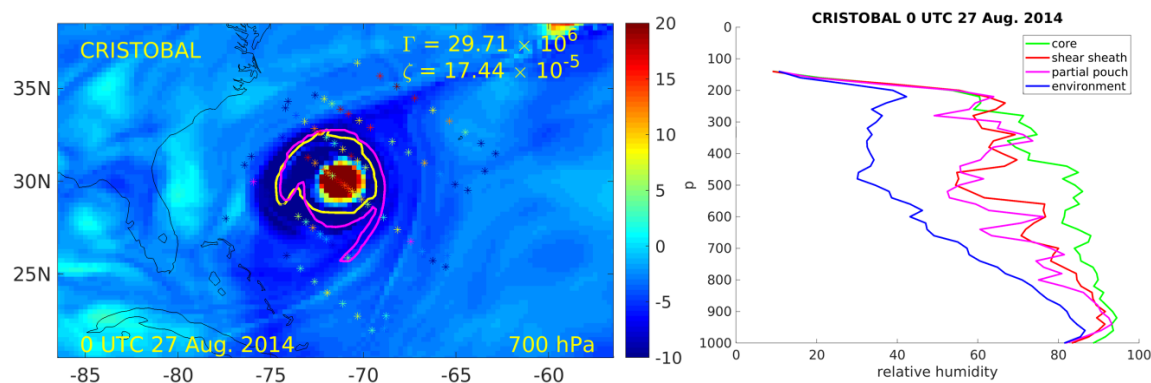 CRISTOBAL
Γ = 29.71 × 10^6
ζ = 17.44 × 10^-5
0 UTC 27 Aug. 2014
700 hPa
35N
30N
25N
-85
-80
-75
-70
-65
-60
20
15
10
5
0
-5
-10
CRISTOBAL 0 UTC 27 Aug. 2014
core
shear sheath
partial pouch
environment
0
100
200
300
400
500
600
700
800
900
1000
p
0
20
40
60
80
100
relative humidity